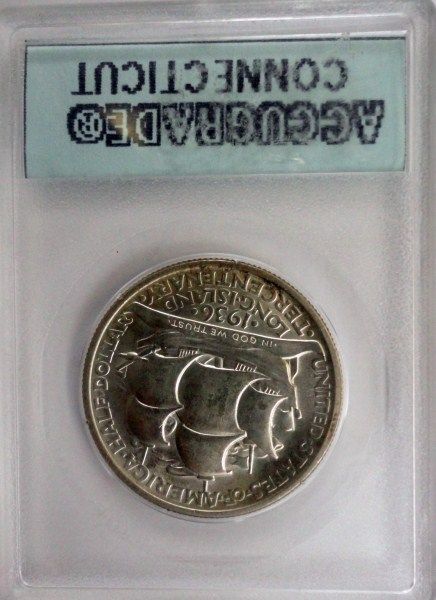 ACCUGRADE®
CONNECTICUT
UNITED·STATES·OF·AMERICA·HALF·DOLLAR
·IN GOD WE TRUST·
·1936·
LONG·ISLAND
·TERCENTENARY·